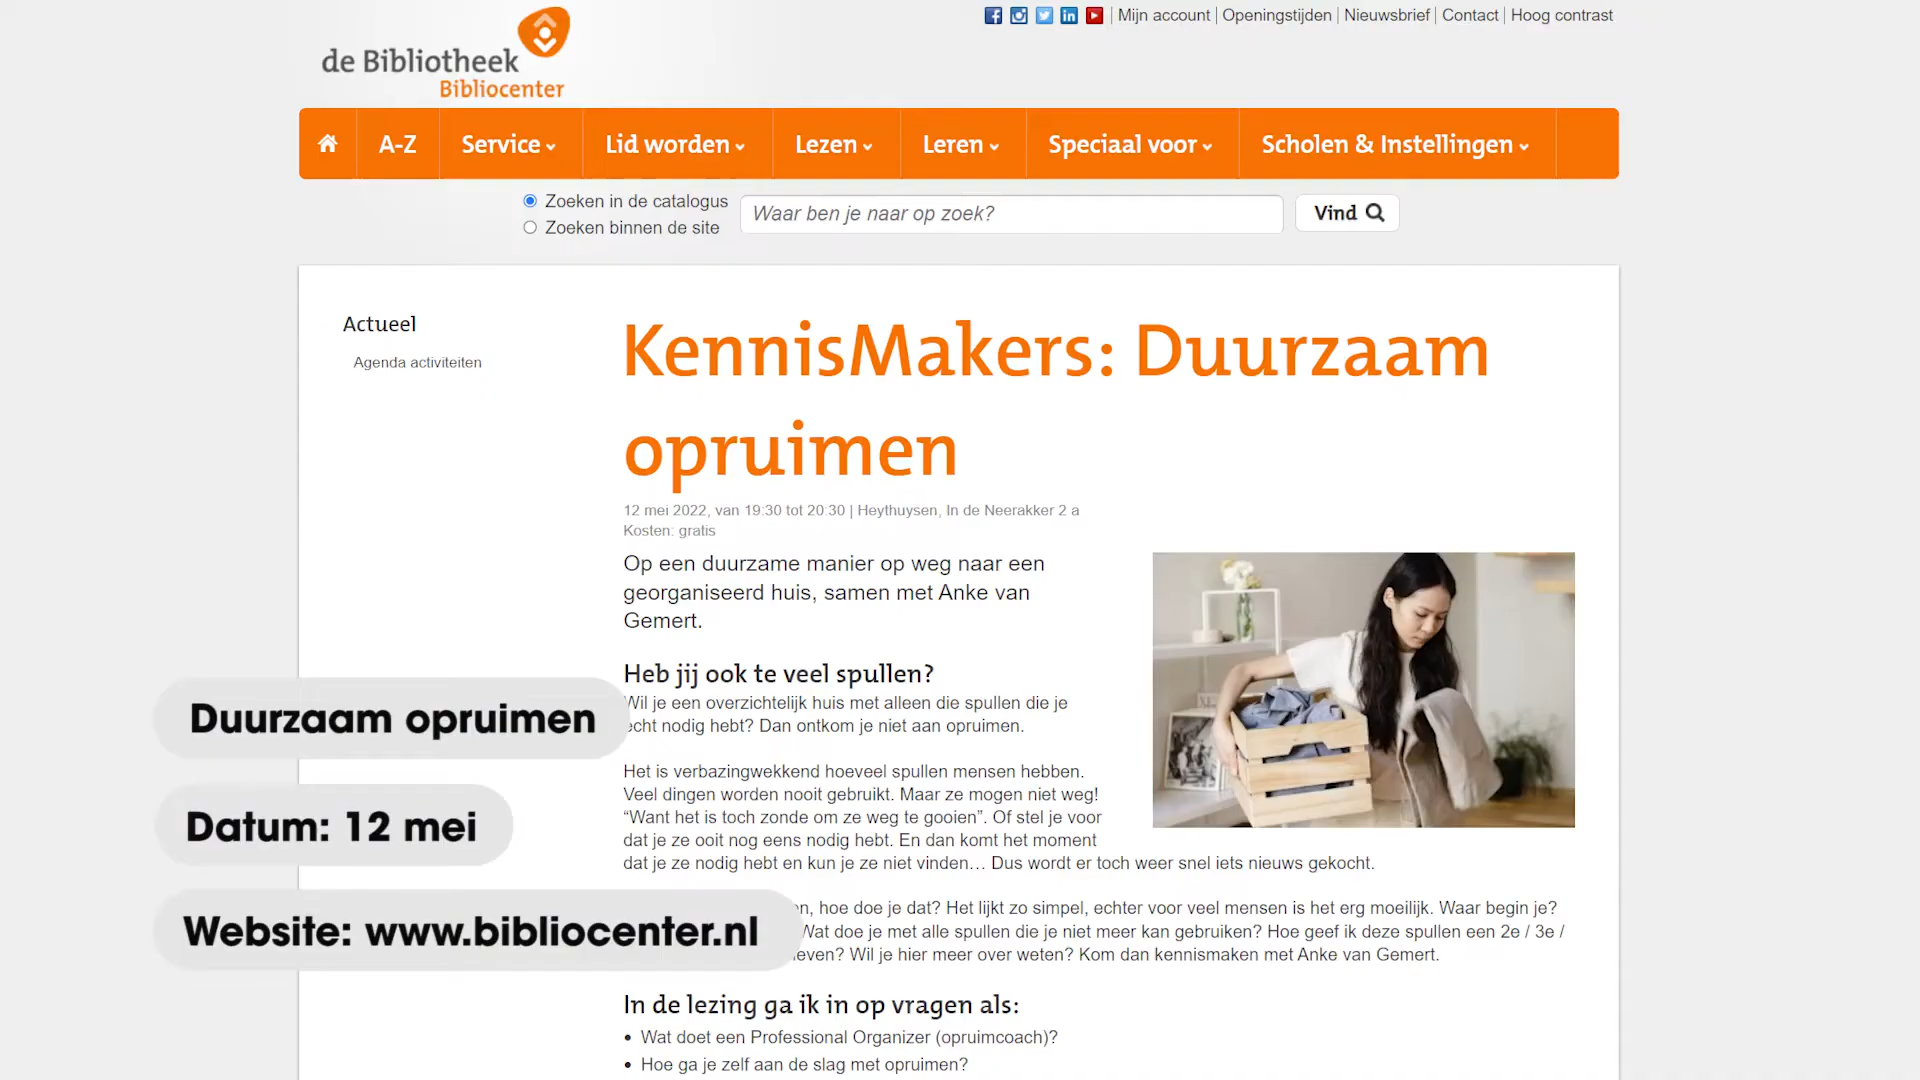 de Bibliotheek
Bibliocenter
Mijn account | Openingstijden | Nieuwsbrief | Contact | Hoog contrast
A-Z Service Lid worden Lezen Leren Speciaal voor Scholen & Instellingen
Zoeken in de catalogus
Zoeken binnen de site
Waar ben je naar op zoek?
Vind
Actueel
Agenda activiteiten
KennisMakers: Duurzaam
opruimen
12 mei 2022, van 19:30 tot 20:30 | Heythuysen, In de Neerakker 2 a
Kosten: gratis
Op een duurzame manier op weg naar een
georganiseerd huis, samen met Anke van
Gemert.
Heb jij ook te veel spullen?
Wil je een overzichtelijk huis met alleen die spullen die je
echt nodig hebt? Dan ontkom je niet aan opruimen.
Het is verbazingwekkend hoeveel spullen mensen hebben.
Veel dingen worden nooit gebruikt. Maar ze mogen niet weg!
“Want het is toch zonde om ze weg te gooien”. Of stel je voor
dat je ze ooit nog eens nodig hebt. En dan komt het moment
dat je ze nodig hebt en kun je ze niet vinden… Dus wordt er toch weer snel iets nieuws gekocht.
hoe doe je dat? Het lijkt zo simpel, echter voor veel mensen is het erg moeilijk. Waar begin je?
Wat doe je met alle spullen die je niet meer kan gebruiken? Hoe geef ik deze spullen een 2e / 3e /
leven? Wil je hier meer over weten? Kom dan kennismaken met Anke van Gemert.
In de lezing ga ik in op vragen als:
• Wat doet een Professional Organizer (opruimcoach)?
• Hoe ga je zelf aan de slag met opruimen?
Duurzaam opruimen
Datum: 12 mei
Website: www.bibliocenter.nl